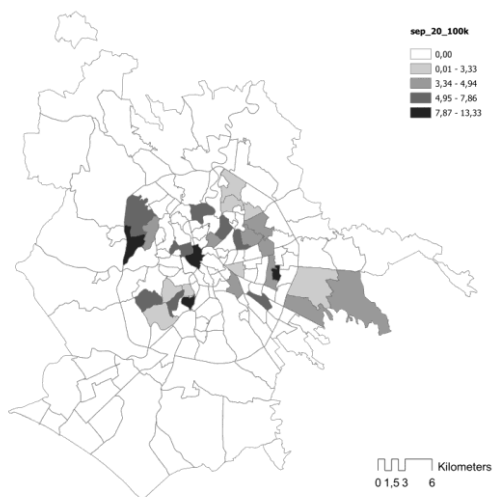 sep_20_100k
0,00
0,01 - 3,33
3,34 - 4,94
4,95 - 7,86
7,87 - 13,33
Kilometers
0 1,5 3 6